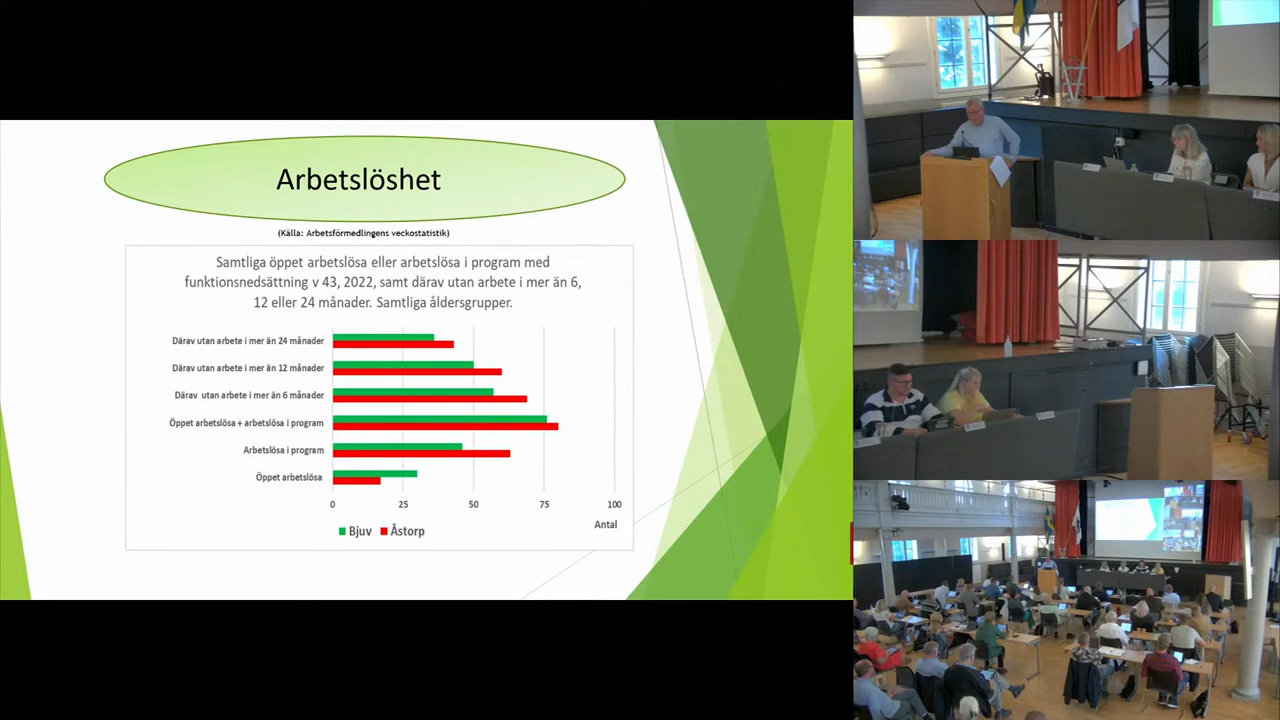 Arbetslöshet
(Källa: Arbetsförmedlingens veckostatistik)
Samtliga öppet arbetslösa eller arbetslösa i program med
funktionsnedsättning v 43, 2022, samt därav utan arbete i mer än 6,
12 eller 24 månader. Samtliga åldersgrupper.
Därav utan arbete i mer än 24 månader
Därav utan arbete i mer än 12 månader
Därav utan arbete i mer än 6 månader
Öppet arbetslösa + arbetslösa i program
Arbetslösa i program
Öppet arbetslösa
0 25 50 75 100
Antal
Bjuv Åstorp